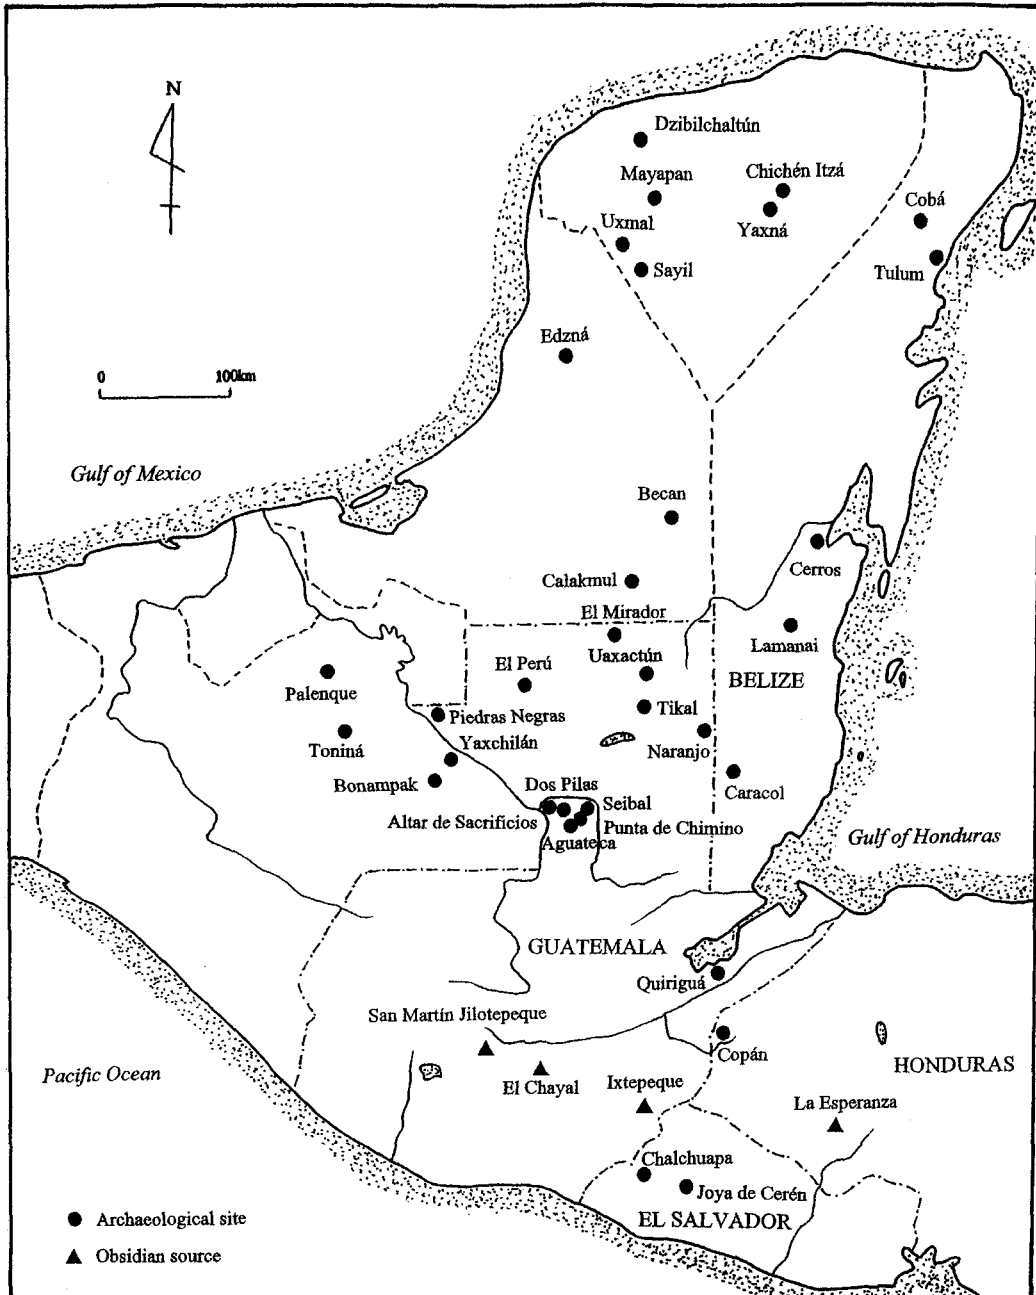 N
Dzibilchaltún
Mayapan
Chichén Itzá
Cobá
Uxmal
Yaxná
Sayil
Tulum
Edzná
0 100km
Gulf of Mexico
Becan
Cerros
Calakmul
El Mirador
Lamanai
Uaxactún
El Perú
BELIZE
Palenque
Tikal
Piedras Negras
Toniná
Yaxchilán
Naranjo
Bonampak
Dos Pilas
Caracol
Seibal
Altar de Sacrificios
Punta de Chimino
Aguateca
Gulf of Honduras
GUATEMALA
Quiriguá
San Martín Jilotepeque
Copán
HONDURAS
Pacific Ocean
El Chayal
Ixtepeque
La Esperanza
Chalchuapa
Joya de Cerén
EL SALVADOR
Archaeological site
Obsidian source